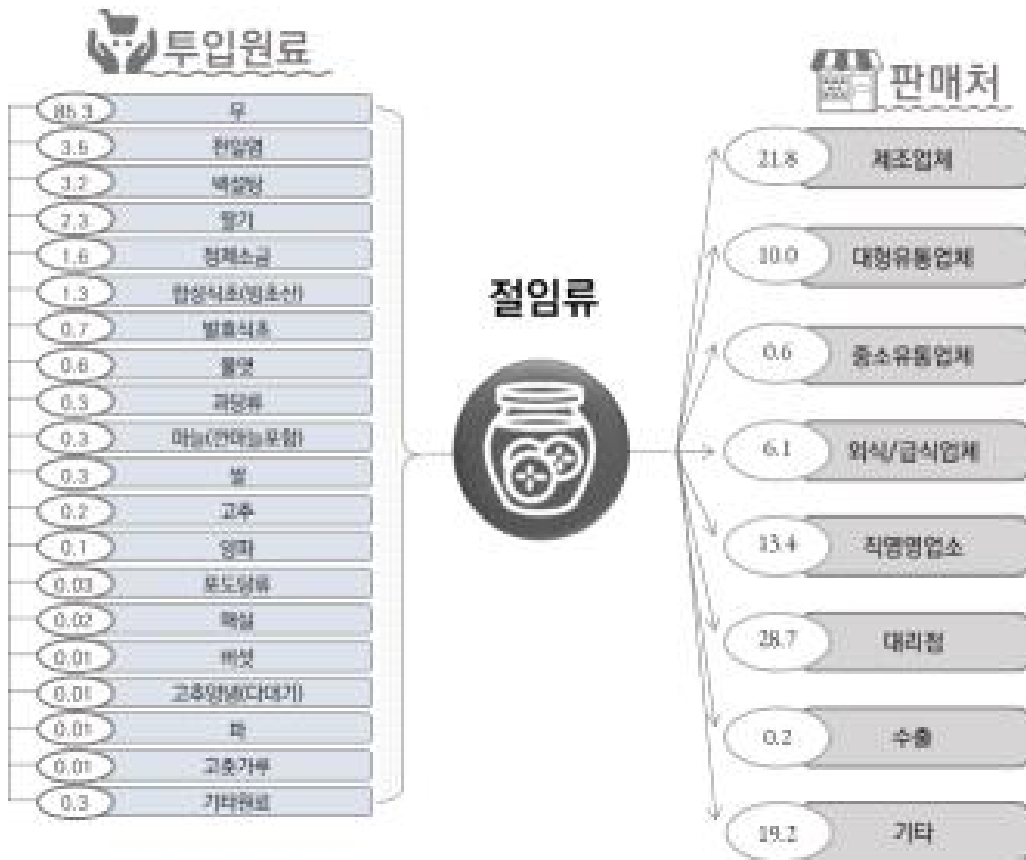 투입원료
85.3 무
3.5 천일염
3.2 백설탕
2.3 딸기
1.6 정제소금
1.3 합성식초(빙초산)
0.7 발효식초
0.6 물엿
0.3 과당류
0.3 마늘(깐마늘포함)
0.3
0.2 고추
0.1 양파
0.03 포도당류
0.02 매실
0.01 버섯
0.01 고추양념(다대기)
0.01 파
0.01 고춧가루
0.3 기타원료
절임류
판매처
21.8 제조업체
10.0 대형유통업체
0.6 중소유통업체
6.1 외식/급식업체
13.4 직영영업소
28.7 대리점
0.2 수출
19.2 기타